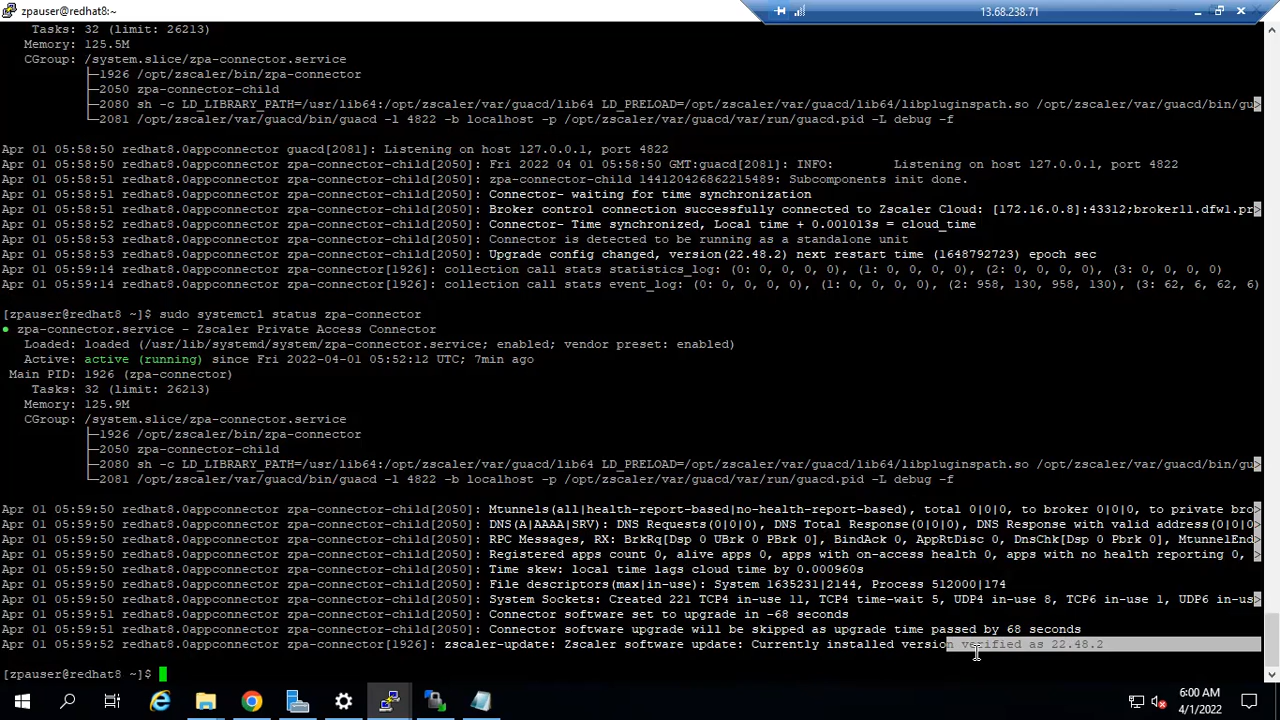 zpauser@redhat8:~
13.68.238.71
Tasks: 32 (limit: 26213)
Memory: 125.5M
CGroup: /system.slice/zpa-connector.service
├─1926 /opt/zscaler/bin/zpa-connector
├─2050 zpa-connector-child
├─2080 sh -c LD_LIBRARY_PATH=/usr/lib64:/opt/zscaler/var/guacd/lib64 LD_PRELOAD=/opt/zscaler/var/guacd/lib64/libpluginspath.so /opt/zscaler/var/guacd/bin/gu>
└─2081 /opt/zscaler/var/guacd/bin/guacd -l 4822 -b localhost -p /opt/zscaler/var/var/run/guacd.pid -L debug -f
Apr 01 05:58:50 redhat8.0appconnector guacd[2081]: Listening on host 127.0.0.1, port 4822
Apr 01 05:58:50 redhat8.0appconnector zpa-connector-child[2050]: Fri 2022 04 01 05:58:50 GMT:guacd[2081]: INFO: Listening on host 127.0.0.1, port 4822
Apr 01 05:58:51 redhat8.0appconnector zpa-connector-child[2050]: zpa-connector-child 144120426862215489: Subcomponents init done.
Apr 01 05:58:51 redhat8.0appconnector zpa-connector-child[2050]: Connector- waiting for time synchronization
Apr 01 05:58:51 redhat8.0appconnector zpa-connector-child[2050]: Broker control connection successfully connected to Zscaler Cloud: [172.16.0.8]:43312;broker11.dfw1.pr>
Apr 01 05:58:52 redhat8.0appconnector zpa-connector-child[2050]: Connector- Time synchronized, Local time + 0.001013s = cloud_time
Apr 01 05:58:53 redhat8.0appconnector zpa-connector-child[2050]: Connector is detected to be running as a standalone unit
Apr 01 05:58:53 redhat8.0appconnector zpa-connector-child[2050]: Upgrade config changed, version(22.48.2) next restart time (1648792723) epoch sec
Apr 01 05:59:14 redhat8.0appconnector zpa-connector[1926]: collection call stats statistics_log: (0: 0, 0, 0, 0), (1: 0, 0, 0, 0), (2: 0, 0, 0, 0), (3: 0, 0, 0, 0)
Apr 01 05:59:14 redhat8.0appconnector zpa-connector[1926]: collection call stats event_log: (0: 0, 0, 0, 0), (1: 0, 0, 0, 0), (2: 958, 130, 958, 130), (3: 62, 6, 62, 6)
[zpauser@redhat8 ~]$ sudo systemctl status zpa-connector
● zpa-connector.service - Zscaler Private Access Connector
Loaded: loaded (/usr/lib/systemd/system/zpa-connector.service; enabled; vendor preset: enabled)
Active: active (running) since Fri 2022-04-01 05:52:12 UTC; 7min ago
Main PID: 1926 (zpa-connector)
Tasks: 32 (limit: 26213)
Memory: 125.9M
CGroup: /system.slice/zpa-connector.service
├─1926 /opt/zscaler/bin/zpa-connector
├─2050 zpa-connector-child
├─2080 sh -c LD_LIBRARY_PATH=/usr/lib64:/opt/zscaler/var/guacd/lib64 LD_PRELOAD=/opt/zscaler/var/guacd/lib64/libpluginspath.so /opt/zscaler/var/guacd/bin/gu>
└─2081 /opt/zscaler/var/guacd/bin/guacd -l 4822 -b localhost -p /opt/zscaler/var/var/run/guacd.pid -L debug -f
Apr 01 05:59:50 redhat8.0appconnector zpa-connector-child[2050]: Mtunnels(all|health-report-based|no-health-report-based), total 0|0|0, to broker 0|0|0, to private bro>
Apr 01 05:59:50 redhat8.0appconnector zpa-connector-child[2050]: DNS(A|AAAA|SRV): DNS Requests(0|0|0), DNS Total Response(0|0|0), DNS Response with valid address(0|0|0>
Apr 01 05:59:50 redhat8.0appconnector zpa-connector-child[2050]: RPC Messages, RX: BrkRq[Dsp 0 UBrk 0 PBrk 0], BindAck 0, AppRtDisc 0, DnsChk[Dsp 0 Pbrk 0], MtunnelEnd>
Apr 01 05:59:50 redhat8.0appconnector zpa-connector-child[2050]: Registered apps count 0, alive apps 0, apps with on-access health 0, apps with no health reporting 0, >
Apr 01 05:59:50 redhat8.0appconnector zpa-connector-child[2050]: Time skew: local time lags cloud time by 0.000960s
Apr 01 05:59:50 redhat8.0appconnector zpa-connector-child[2050]: File descriptors(max|in-use): System 1635231|2144, Process 512000|174
Apr 01 05:59:50 redhat8.0appconnector zpa-connector-child[2050]: System Sockets: Created 221 TCP4 in-use 11, TCP4 time-wait 5, UDP4 in-use 8, TCP6 in-use 1, UDP6 in-us>
Apr 01 05:59:51 redhat8.0appconnector zpa-connector-child[2050]: Connector software set to upgrade in -68 seconds
Apr 01 05:59:51 redhat8.0appconnector zpa-connector-child[2050]: Connector software upgrade will be skipped as upgrade time passed by 68 seconds
Apr 01 05:59:52 redhat8.0appconnector zpa-connector[1926]: zscaler-update: Zscaler software update: Currently installed version verified as 22.48.2
[zpauser@redhat8 ~]$
6:00 AM
4/1/2022